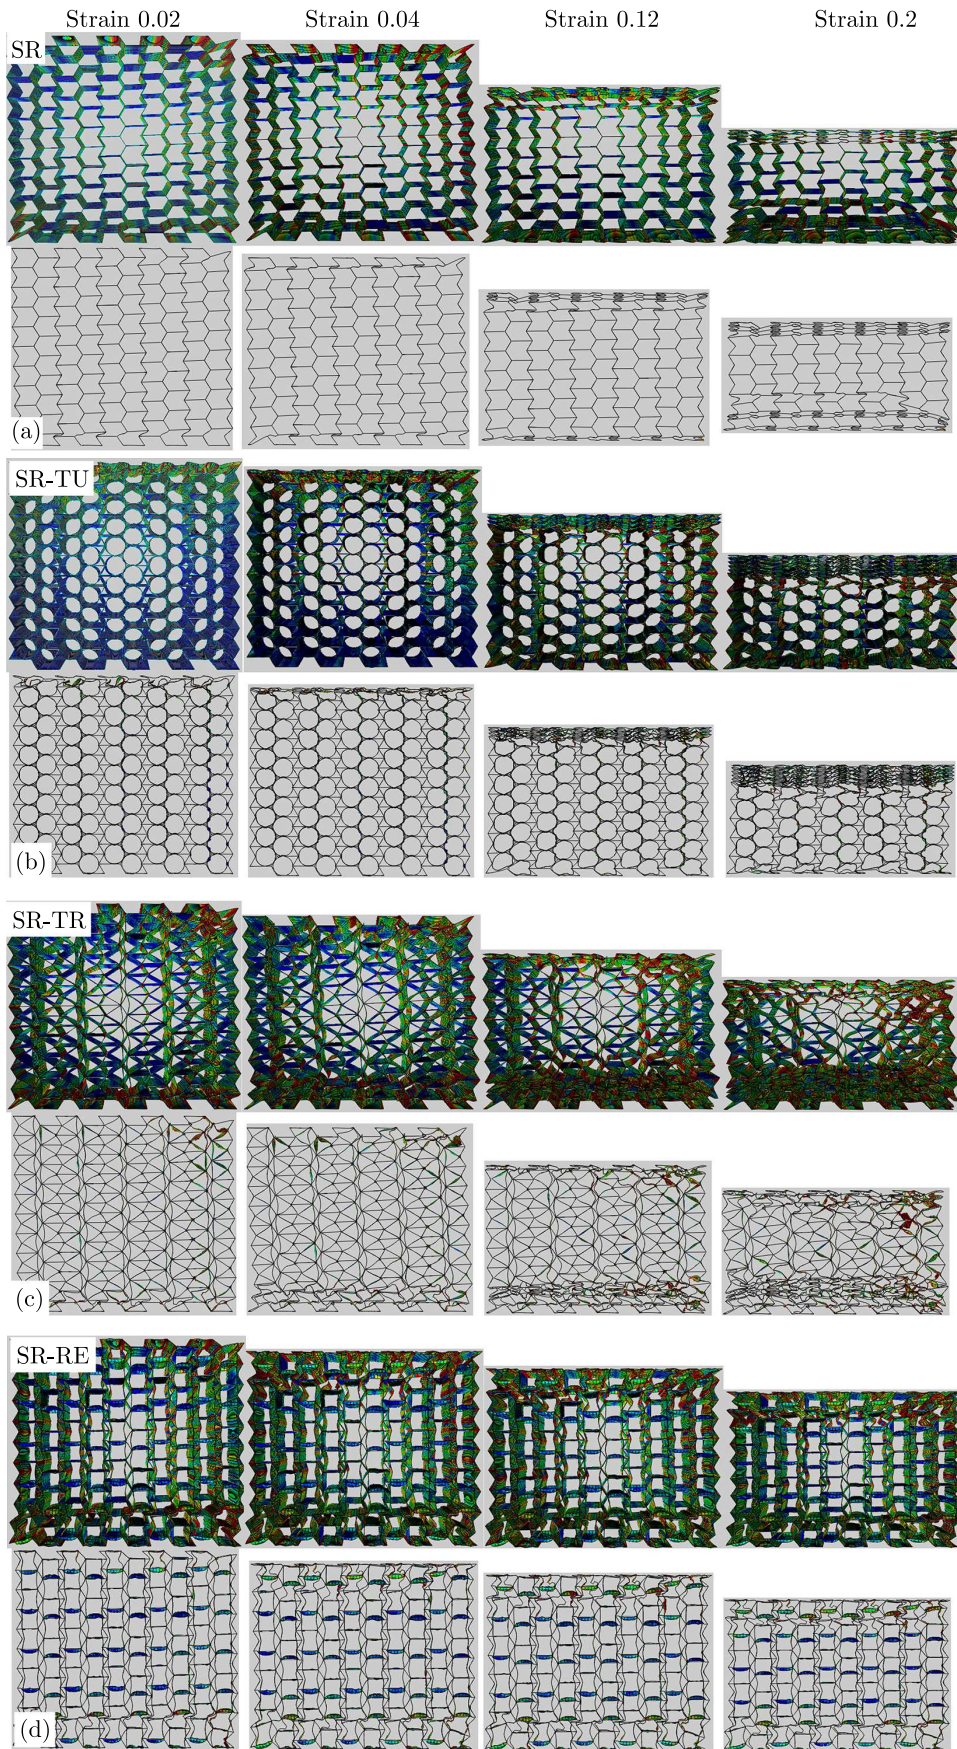 Strain 0.02 Strain 0.04 Strain 0.12 Strain 0.2
SR
(a)
SR-TU
(b)
SR-TR
(c)
SR-RE
(d)